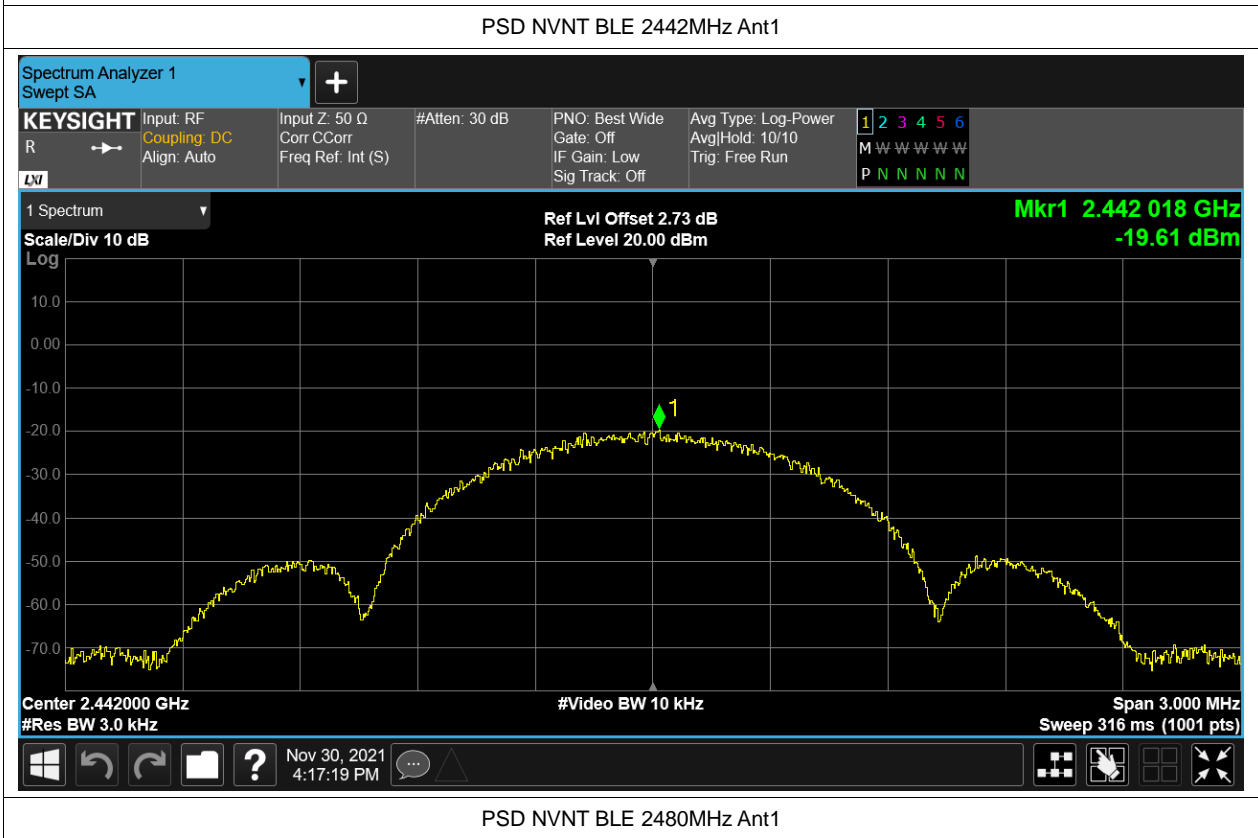 PSD NVNT BLE 2442MHz Ant1
Spectrum Analyzer 1
Swept SA
KEYSIGHT
R
LXI
Input: RF
Coupling: DC
Align: Auto
Input Z: 50 Ω
Corr CCorr
Freq Ref: Int (S)
#Atten: 30 dB
PNO: Best Wide
Gate: Off
IF Gain: Low
Sig Track: Off
Avg Type: Log-Power
Avg|Hold: 10/10
Trig: Free Run
1 2 3 4 5 6
M W W W W W
P N N N N N
1 Spectrum
Scale/Div 10 dB
Ref Lvl Offset 2.73 dB
Ref Level 20.00 dBm
Mkr1 2.442 018 GHz
-19.61 dBm
Log
10.0
0.00
-10.0
1
-20.0
-30.0
-40.0
-50.0
-60.0
-70.0
Center 2.442000 GHz
#Res BW 3.0 kHz
#Video BW 10 kHz
Span 3.000 MHz
Sweep 316 ms (1001 pts)
?
Nov 30, 2021
4:17:19 PM
PSD NVNT BLE 2480MHz Ant1